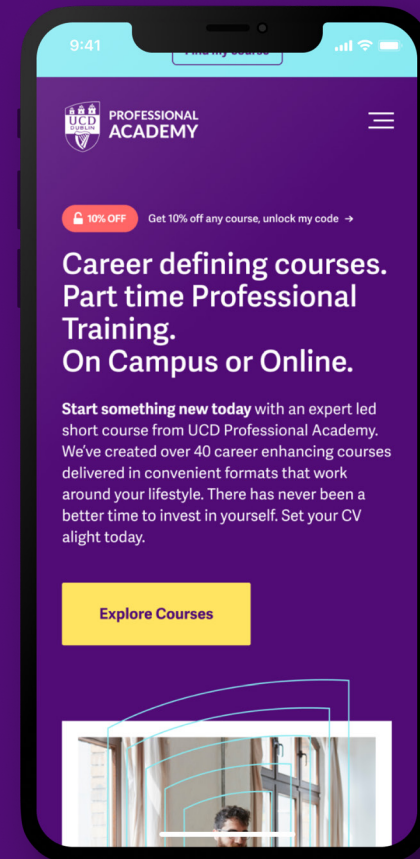 9:41
Find my course
UCD
DUBLIN
PROFESSIONAL
ACADEMY
10% OFF
Get 10% off any course, unlock my code →
Career defining courses.
Part time Professional
Training.
On Campus or Online.
Start something new today with an expert led
short course from UCD Professional Academy.
We've created over 40 career enhancing courses
delivered in convenient formats that work
around your lifestyle. There has never been a
better time to invest in yourself. Set your CV
alight today.
Explore Courses